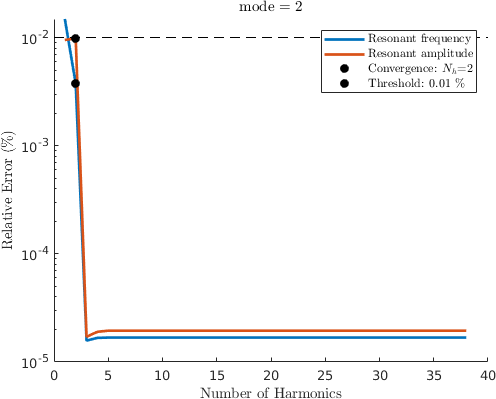 mode = 2
Resonant frequency
Resonant amplitude
Convergence: N_h=2
Threshold: 0.01 %
Relative Error (%)
10^-2
10^-3
10^-4
10^-5
0 5 10 15 20 25 30 35 40
Number of Harmonics